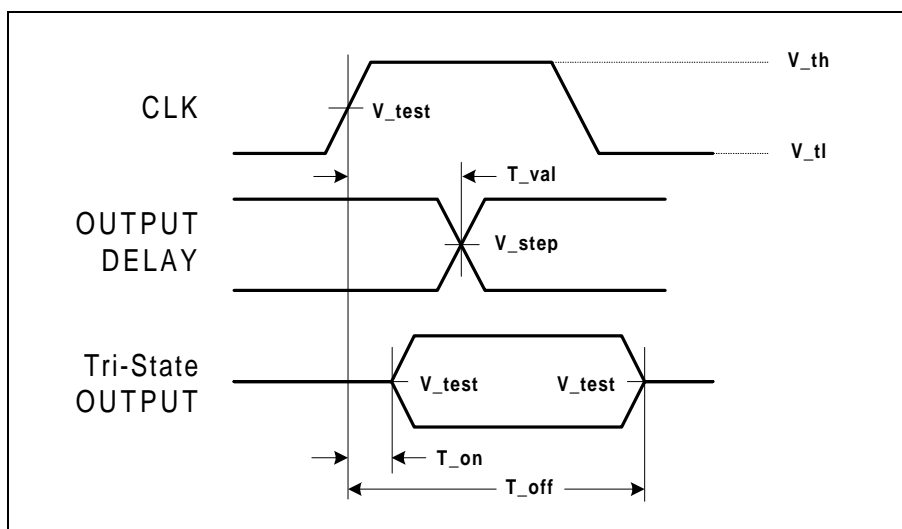 V_th
CLK
V_test
V_tl
T_val
OUTPUT
DELAY
V_step
Tri-State
OUTPUT
V_test
V_test
T_on
T_off